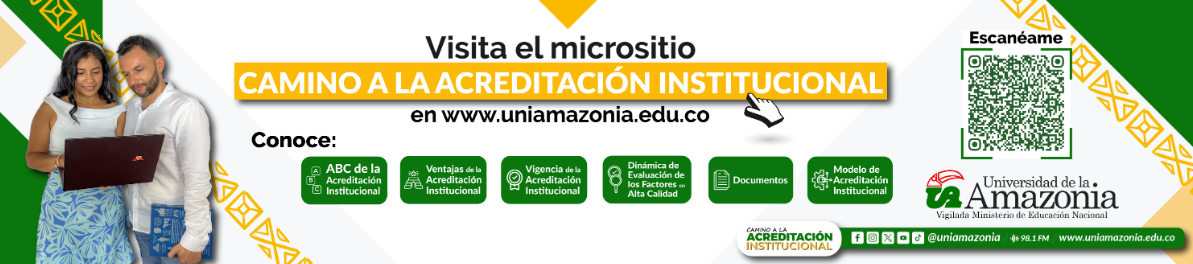 Visita el micrositio
CAMINO A LA ACREDITACIÓN INSTITUCIONAL
en www.uniamazonia.edu.co
Conoce:
A
B
C
ABC de la
Acreditación
Institucional
Ventajas de la
Acreditación
Institucional
Vigencia de la
Acreditación
Institucional
Dinámica de
Evaluación de
los Factores en
Alta Calidad
Documentos
Modelo de
Acreditación
Institucional
Escanéame
Universidad de la
Amazonia
Vigilada Ministerio de Educación Nacional
CAMINO A LA
ACREDITACIÓN
INSTITUCIONAL
@uniamazonia
98.1 FM
www.uniamazonia.edu.co